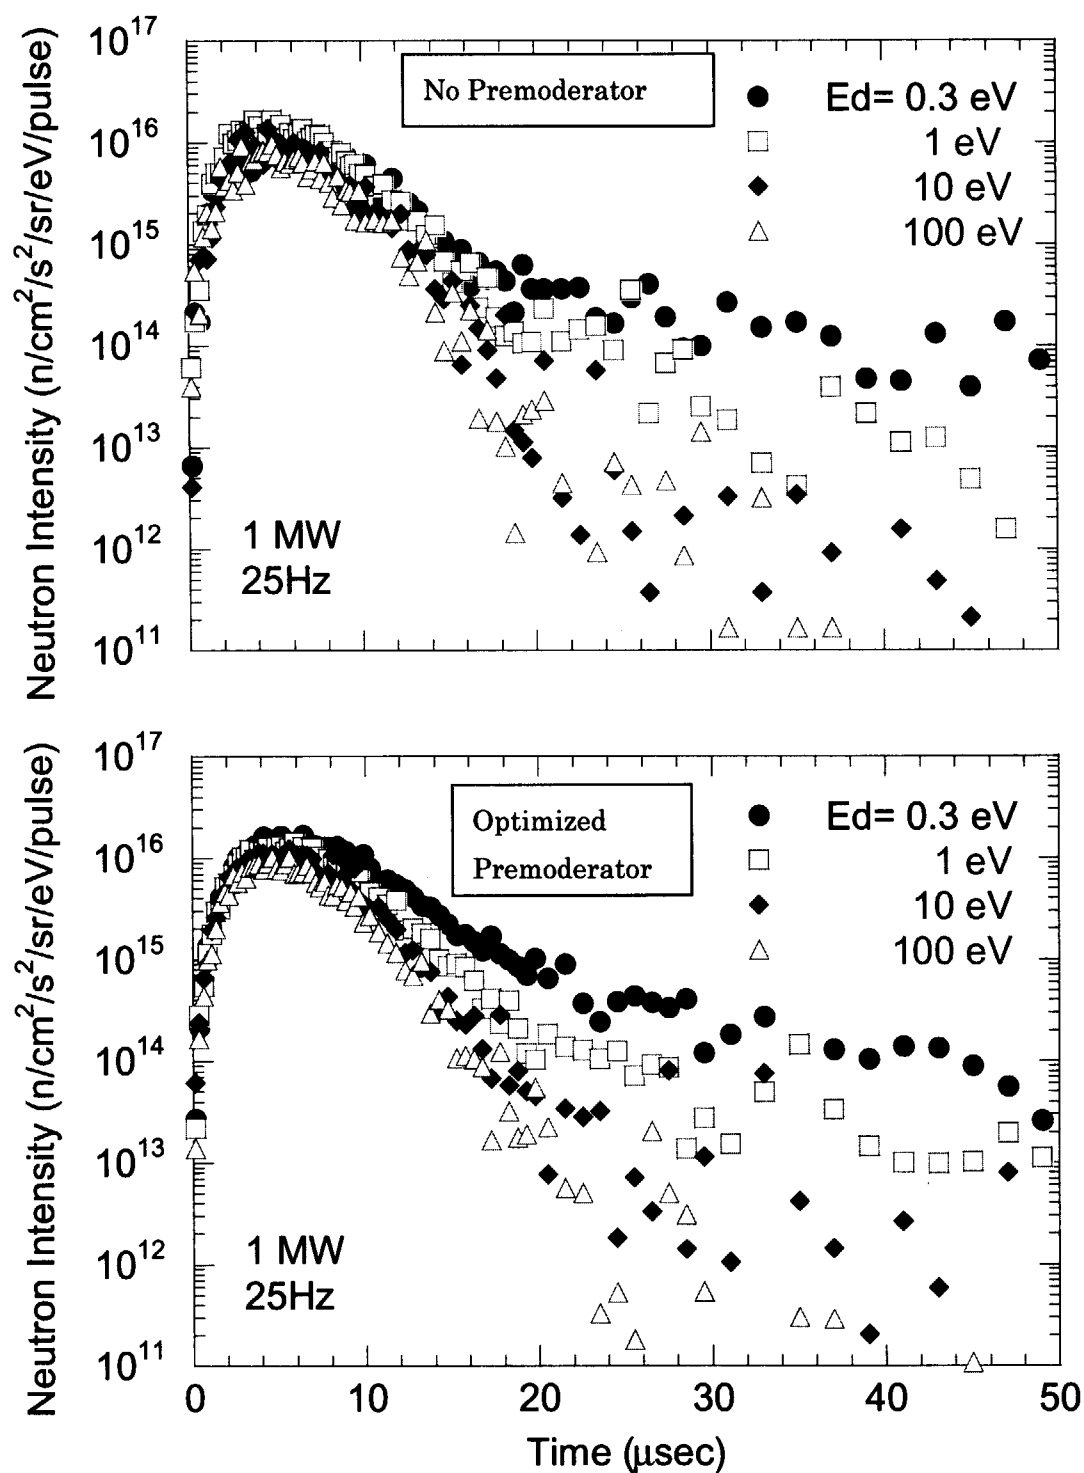 Neutron Intensity (n/cm²/s²/sr/eV/pulse)
10¹⁷
10¹⁶
10¹⁵
10¹⁴
10¹³
10¹²
10¹¹
No Premoderator
Ed= 0.3 eV
1 eV
10 eV
100 eV
1 MW
25Hz
Neutron Intensity (n/cm²/s²/sr/eV/pulse)
10¹⁷
10¹⁶
10¹⁵
10¹⁴
10¹³
10¹²
10¹¹
Optimized
Premoderator
Ed= 0.3 eV
1 eV
10 eV
100 eV
1 MW
25Hz
0 10 20 30 40 50
Time (μsec)